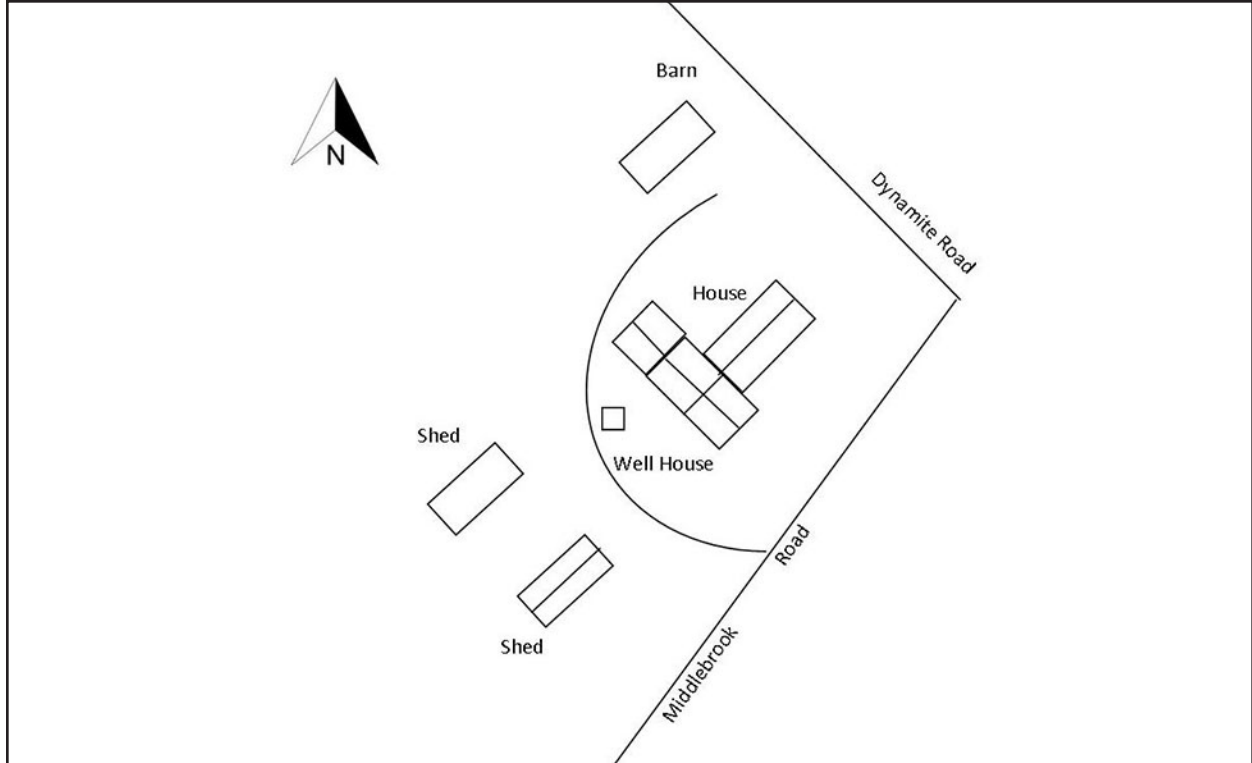 Barn
N
Dynamite Road
House
Shed
Well House
Road
Middlebrook
Shed